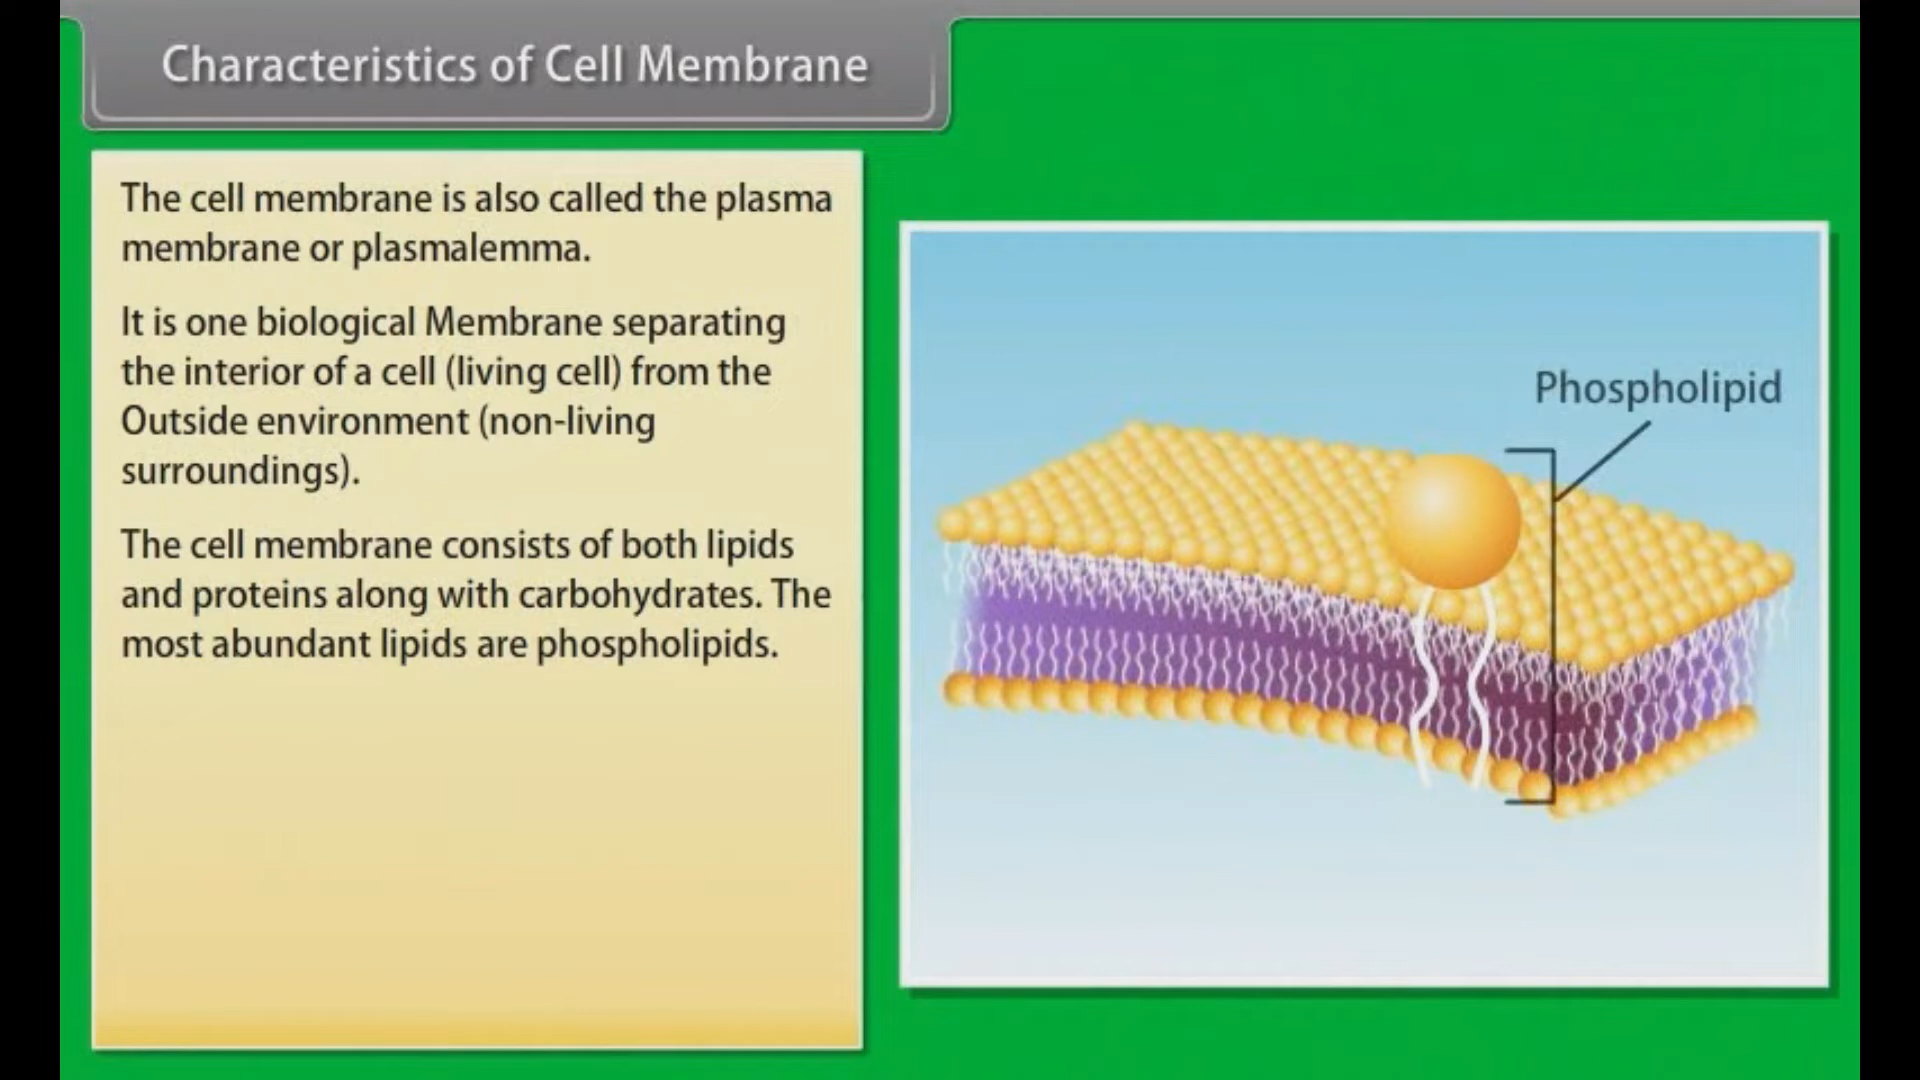 Characteristics of Cell Membrane
The cell membrane is also called the plasma
membrane or plasmalemma.
It is one biological Membrane separating
the interior of a cell (living cell) from the
Outside environment (non-living
surroundings).
The cell membrane consists of both lipids
and proteins along with carbohydrates. The
most abundant lipids are phospholipids.
Phospholipid